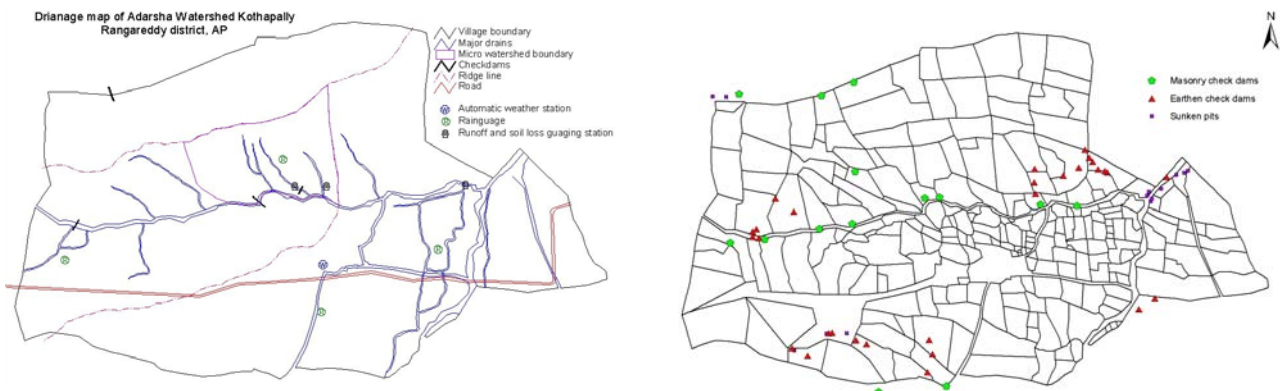 Drianage map of Adarsha Watershed Kothapally
Rangareddy district, AP
Village boundary
Major drains
Micro watershed boundary
Checkdams
Ridge line
Road
Automatic weather station
Rainguage
Runoff and soil loss guaging station
N
Masonry check dams
Earthen check dams
Sunken pits
W
R
R
R
R
W
R